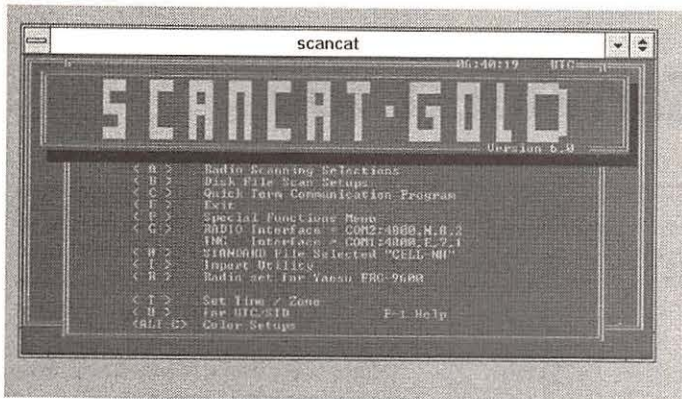 scancat
06:40:19 UTC
SCANCAT·GOLD
Version 6.0
< A > Radio Scanning Selections
< B > Disk File Scan Setups
< C > Quick Term Communication Program
< E > Exit
Special Functions Menu
< G > RADIO Interface = COM2:4800,N,8,2
TNC Interface = COM1:4800,E,7,1
STANDARD File Selected "CELL-NH"
< I > Import Utility
Radio set for Yaesu FRG-9600
< T > Set Time / Zone
< U > for UTC/STD F-1 Help
<ALT C> Color Setups